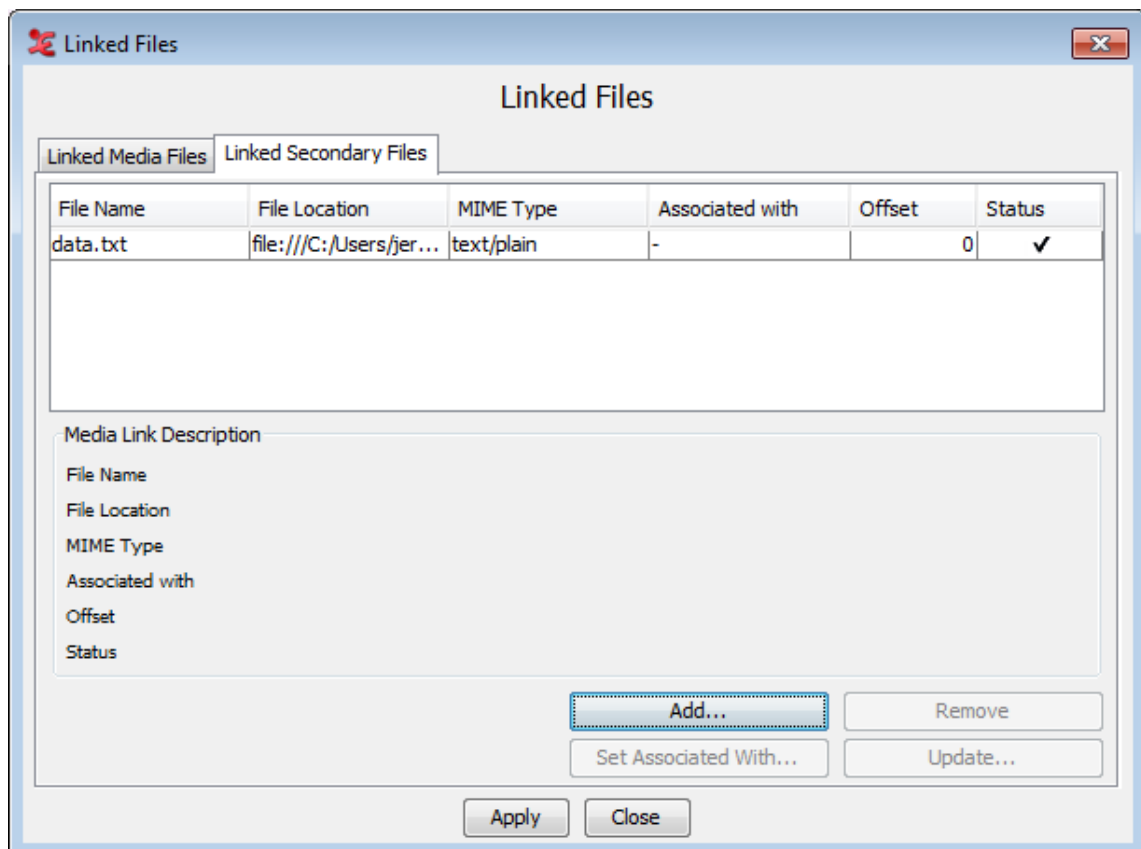 Linked Files
Linked Files
Linked Media Files Linked Secondary Files
File Name File Location MIME Type Associated with Offset Status
data.txt file:///C:/Users/jer... text/plain - 0 ✔
Media Link Description
File Name
File Location
MIME Type
Associated with
Offset
Status
Add... Remove
Set Associated With... Update...
Apply Close